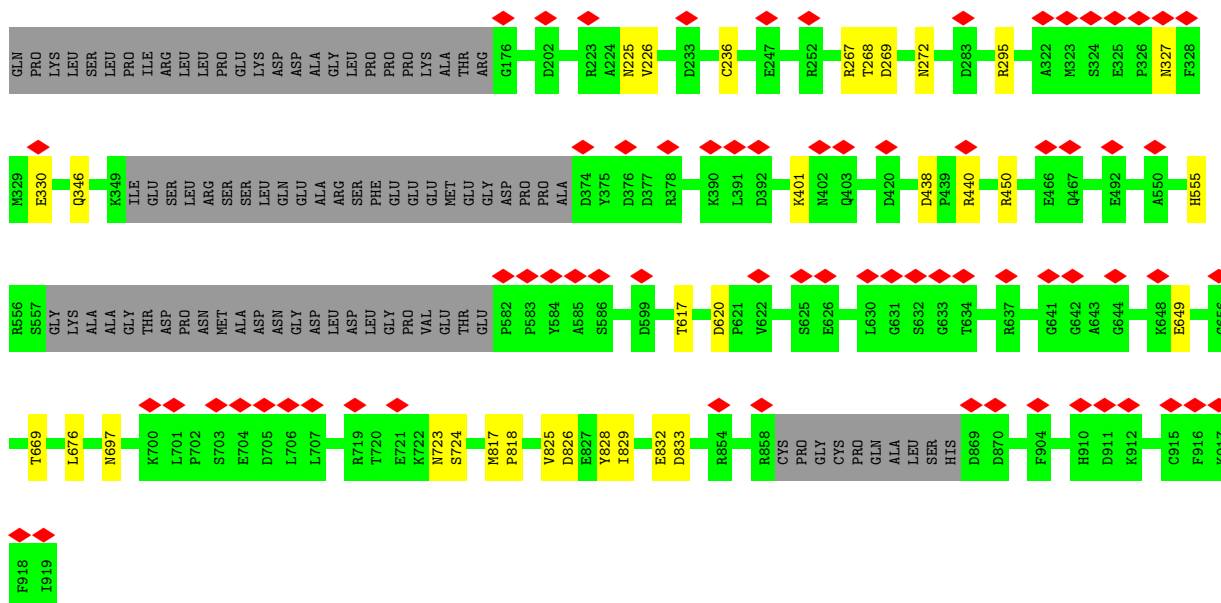 GLN PRO LYS LEU SER LEU LEU PRO ILE ARG LEU LEU PRO GLU LYS ASP ASP ALA GLY LEU PRO PRO PRO LYS ALA THR ARG G176 D202 R223 A224 N225 V226 D233 C236 E247 R252 R267 T268 D269 N272 D283 R295 A322 M323 S324 E325 P326 N327 F328
M329 E330 Q346 K349 ILE GLU SER LEU ARG SER SER LEU GLN GLU ALA ARG SER PHE GLU GLU GLU MET GLU GLY ASP PRO PRO ALA D374 Y375 D376 D377 R378 K390 L391 D392 K401 N402 Q403 D420 D438 P439 R440 R450 E466 Q467 E492 A550 H555
R556 S557 GLY LYS ALA ALA GLY THR ASP PRO ASN MET ALA ASP ASN GLY ASP LEU ASP LEU GLY PRO VAL GLU THR GLU P582 P583 Y584 A585 S586 D599 T617 D620 P621 V622 S625 E626 L630 G631 S632 G633 T634 R637 G641 G642 A643 G644 K648 E649
T669 L676 N697 K700 L701 P702 S703 E704 D705 L706 L707 R719 T720 E721 K722 N723 S724 M817 P818 V825 D826 E827 Y828 I829 E832 D833 R854 R858 CYS PRO GLY CYS PRO GLN ALA LEU SER HIS D869 D870 F904 H910 D911 K912 C915 F916
F918 I919